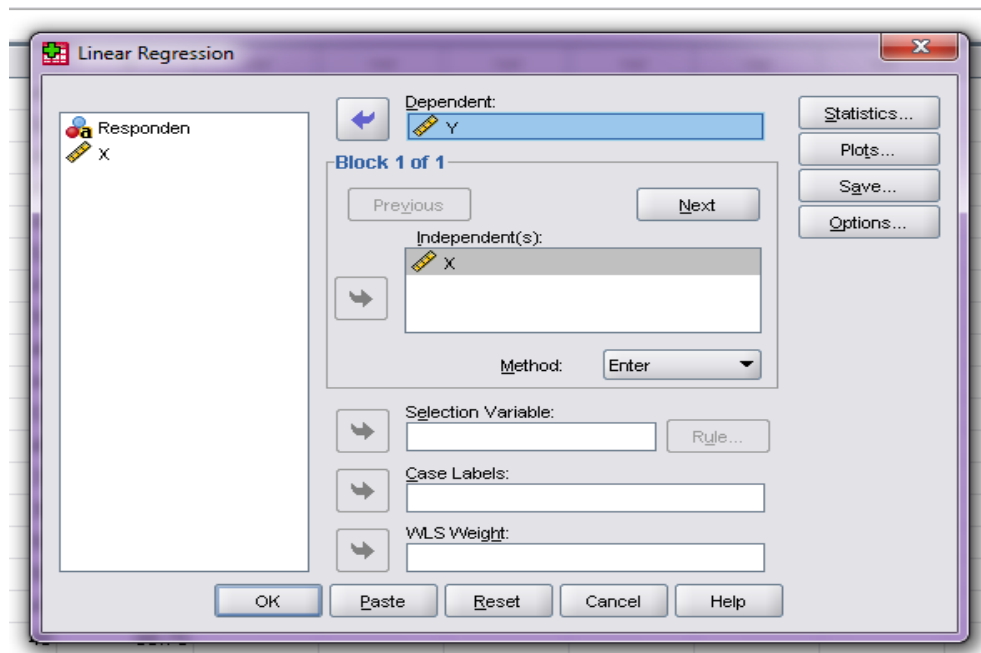 Linear Regression
Responden
X
Dependent:
Y
Block 1 of 1
Previous
Next
Independent(s):
X
Method:
Enter
Selection Variable:
Rule...
Case Labels:
WLS Weight:
Statistics...
Plots...
Save...
Options...
OK
Paste
Reset
Cancel
Help